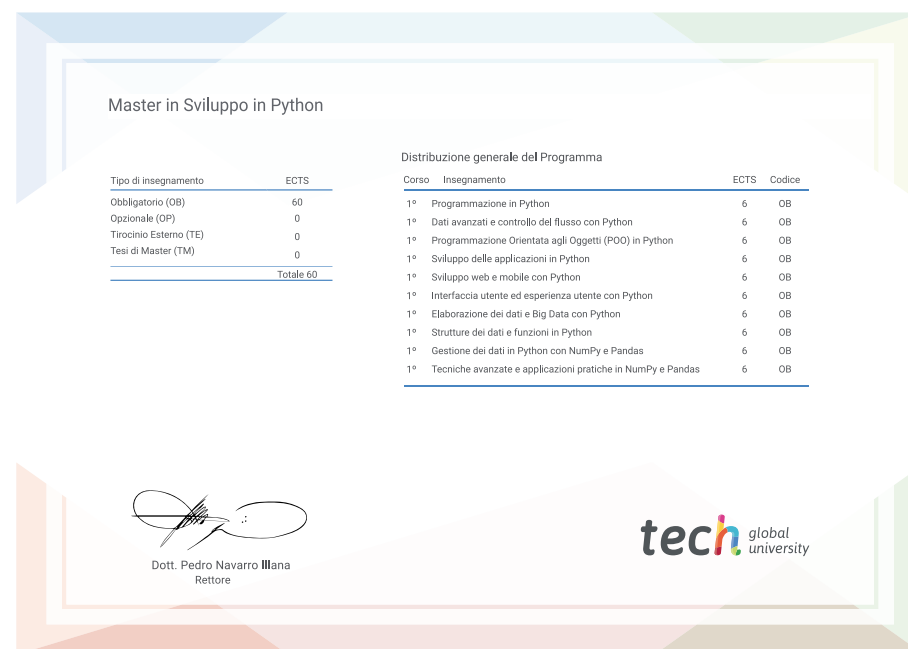 Master in Sviluppo in Python
Tipo di insegnamento ECTS
Obbligatorio (OB) 60
Opzionale (OP) 0
Tirocinio Esterno (TE) 0
Tesi di Master (TM) 0
Totale 60
Distribuzione generale del Programma
Corso Insegnamento ECTS Codice
1º Programmazione in Python 6 OB
1º Dati avanzati e controllo del flusso con Python 6 OB
1º Programmazione Orientata agli Oggetti (POO) in Python 6 OB
1º Sviluppo delle applicazioni in Python 6 OB
1º Sviluppo web e mobile con Python 6 OB
1º Interfaccia utente ed esperienza utente con Python 6 OB
1º Elaborazione dei dati e Big Data con Python 6 OB
1º Strutture dei dati e funzioni in Python 6 OB
1º Gestione dei dati in Python con NumPy e Pandas 6 OB
1º Tecniche avanzate e applicazioni pratiche in NumPy e Pandas 6 OB
Dott. Pedro Navarro Illana
Rettore
tech global
university